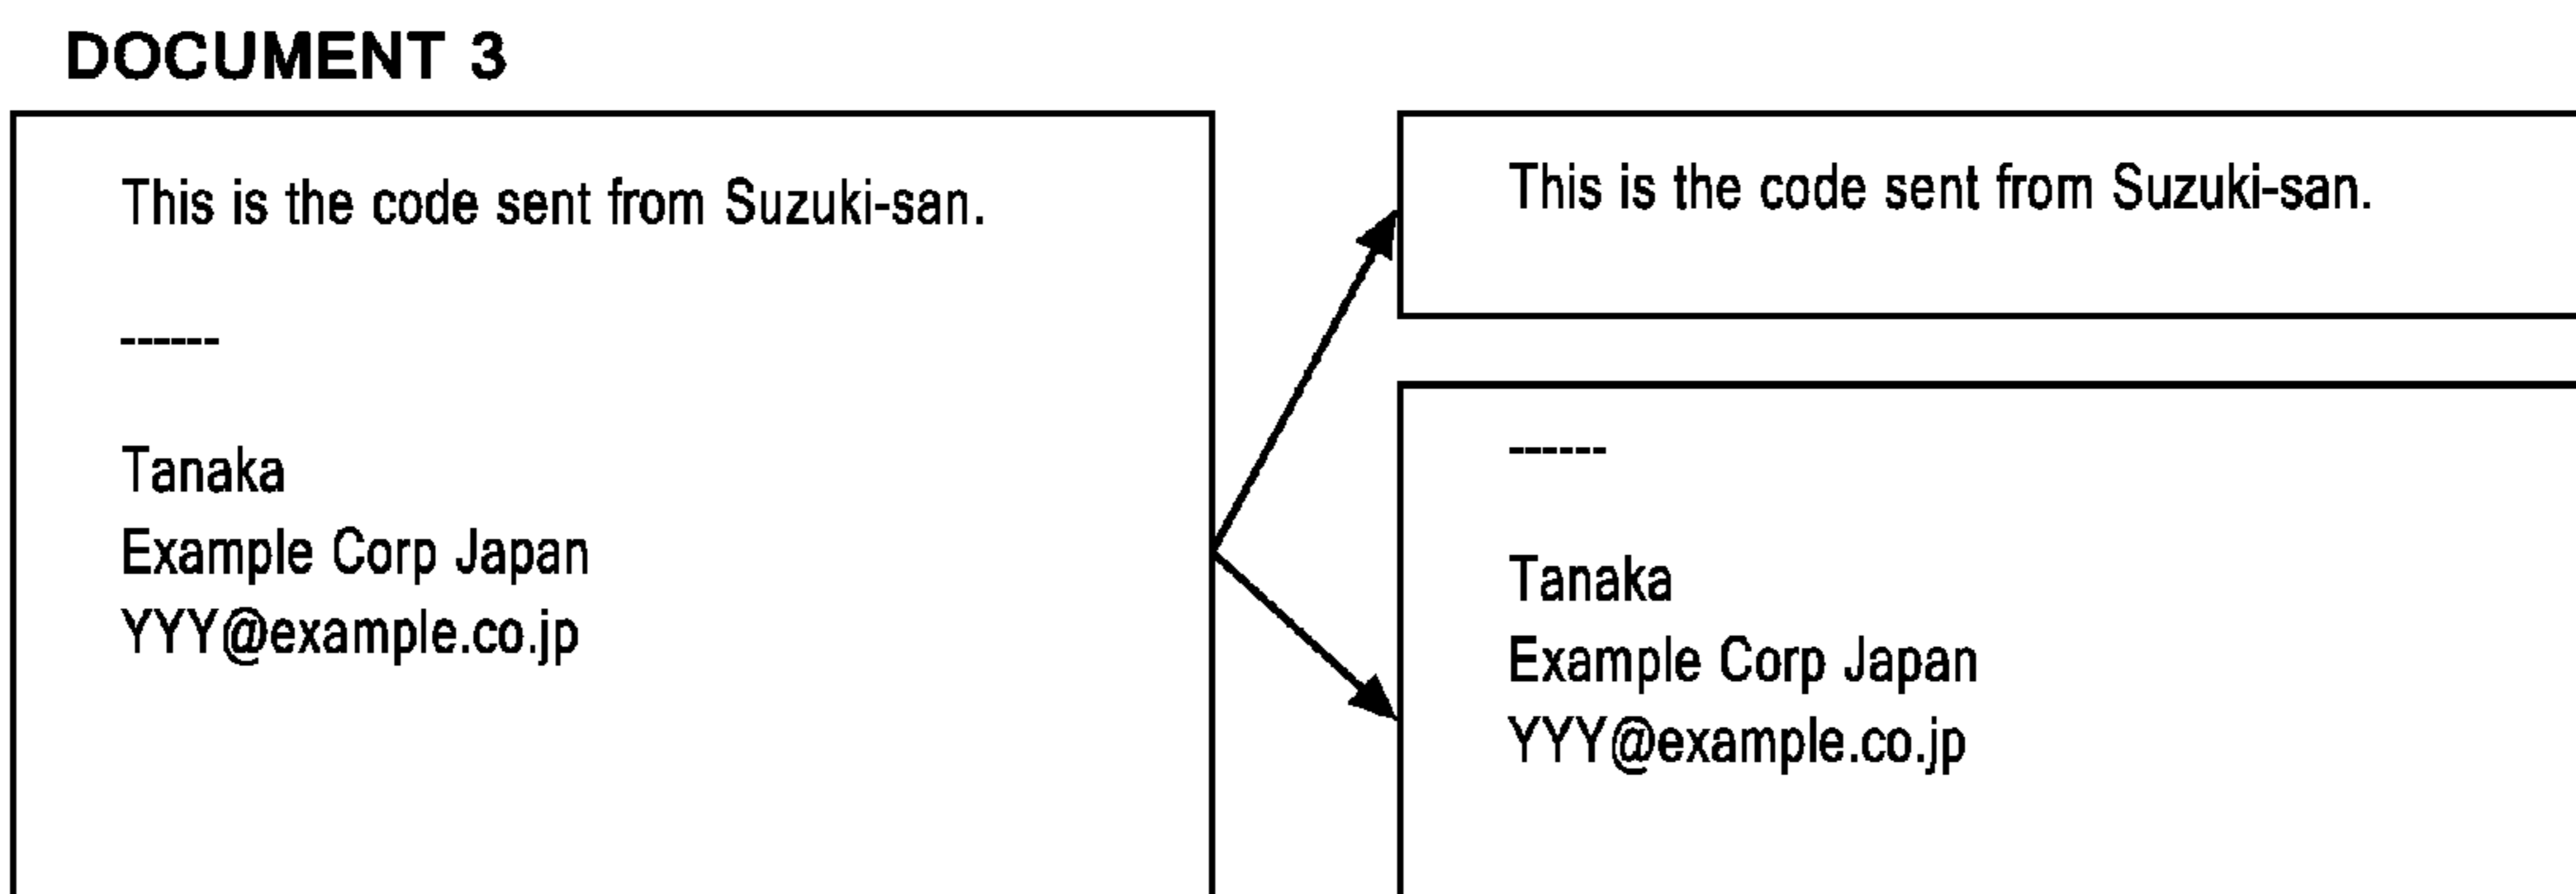 DOCUMENT 3
This is the code sent from Suzuki-san.
------
Tanaka
Example Corp Japan
YYY@example.co.jp
This is the code sent from Suzuki-san.
------
Tanaka
Example Corp Japan
YYY@example.co.jp